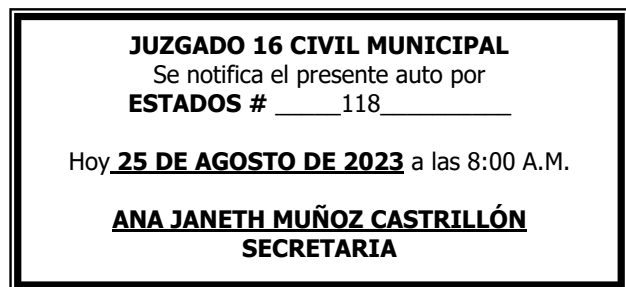 JUZGADO 16 CIVIL MUNICIPAL
Se notifica el presente auto por
ESTADOS # _____118__________
Hoy 25 DE AGOSTO DE 2023 a las 8:00 A.M.
ANA JANETH MUÑOZ CASTRILLÓN
SECRETARIA